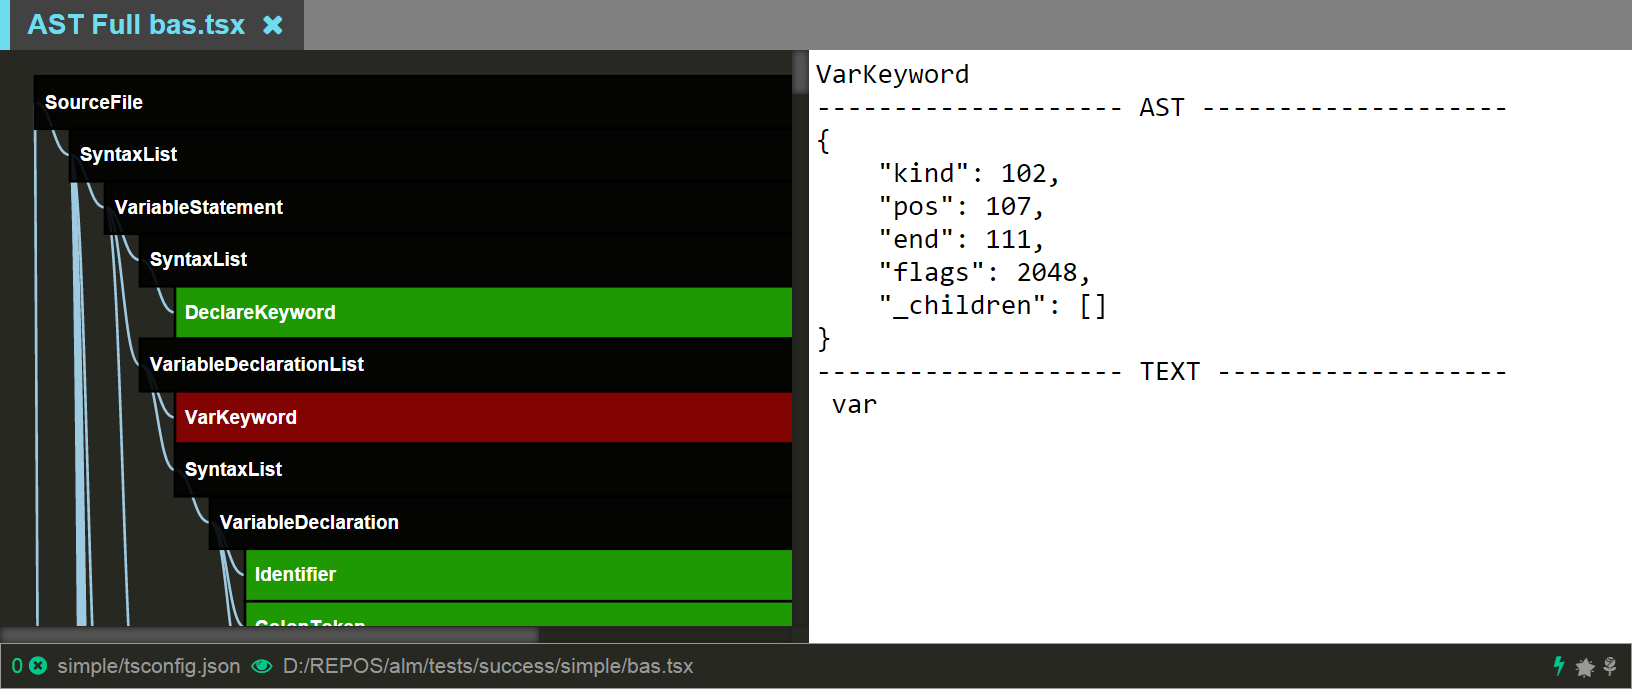 AST Full bas.tsx
SourceFile
SyntaxList
VariableStatement
SyntaxList
DeclareKeyword
VariableDeclarationList
VarKeyword
SyntaxList
VariableDeclaration
Identifier
ColonToken
VarKeyword
-------------------- AST --------------------
{
    "kind": 102,
    "pos": 107,
    "end": 111,
    "flags": 2048,
    "_children": []
}
-------------------- TEXT -------------------
 var
0 simple/tsconfig.json D:/REPOS/alm/tests/success/simple/bas.tsx